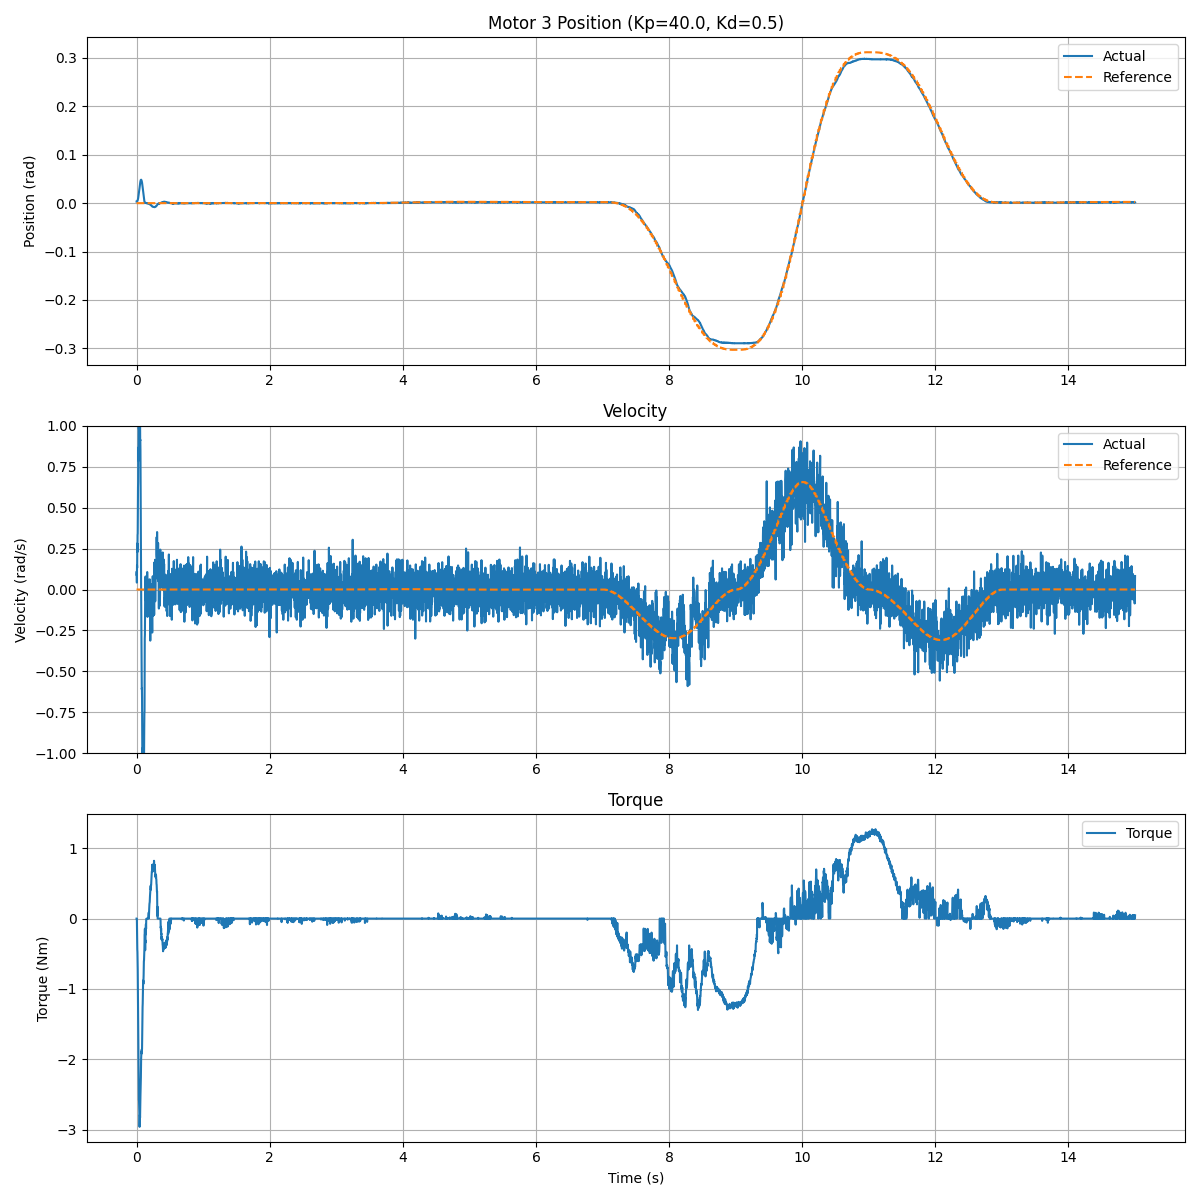 Motor 3 Position (Kp=40.0, Kd=0.5)
0.3
0.2
0.1
0.0
−0.1
−0.2
−0.3
Position (rad)
Actual
Reference
0 2 4 6 8 10 12 14
Velocity
1.00
0.75
0.50
0.25
0.00
−0.25
−0.50
−0.75
−1.00
Velocity (rad/s)
Actual
Reference
0 2 4 6 8 10 12 14
Torque
1
0
−1
−2
−3
Torque (Nm)
Torque
0 2 4 6 8 10 12 14
Time (s)